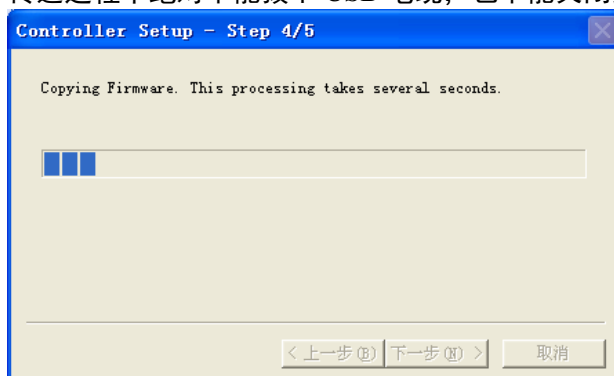 Controller Setup - Step 4/5
Copying Firmware. This processing takes several seconds.
< 上一步(B)
下一步(N) >
取消